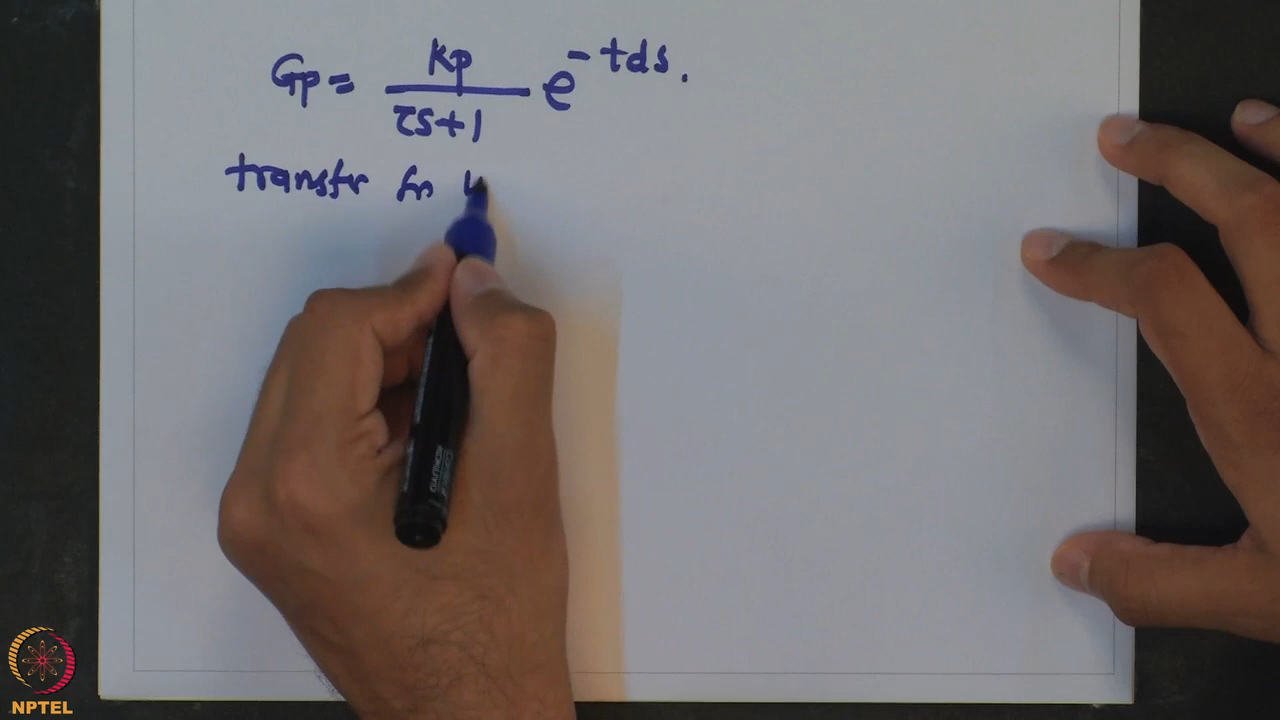 Gp = Kp / τs+1 e^-tds.
transfr fn
NPTEL